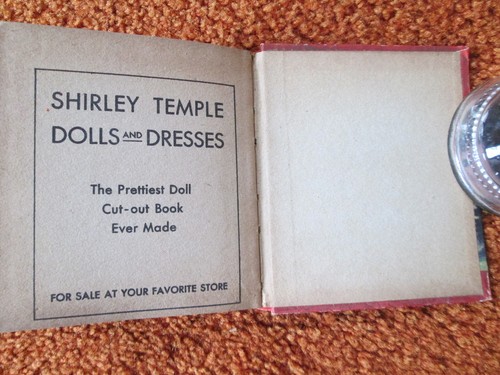 SHIRLEY TEMPLE
DOLLS AND DRESSES
The Prettiest Doll
Cut-out Book
Ever Made
FOR SALE AT YOUR FAVORITE STORE